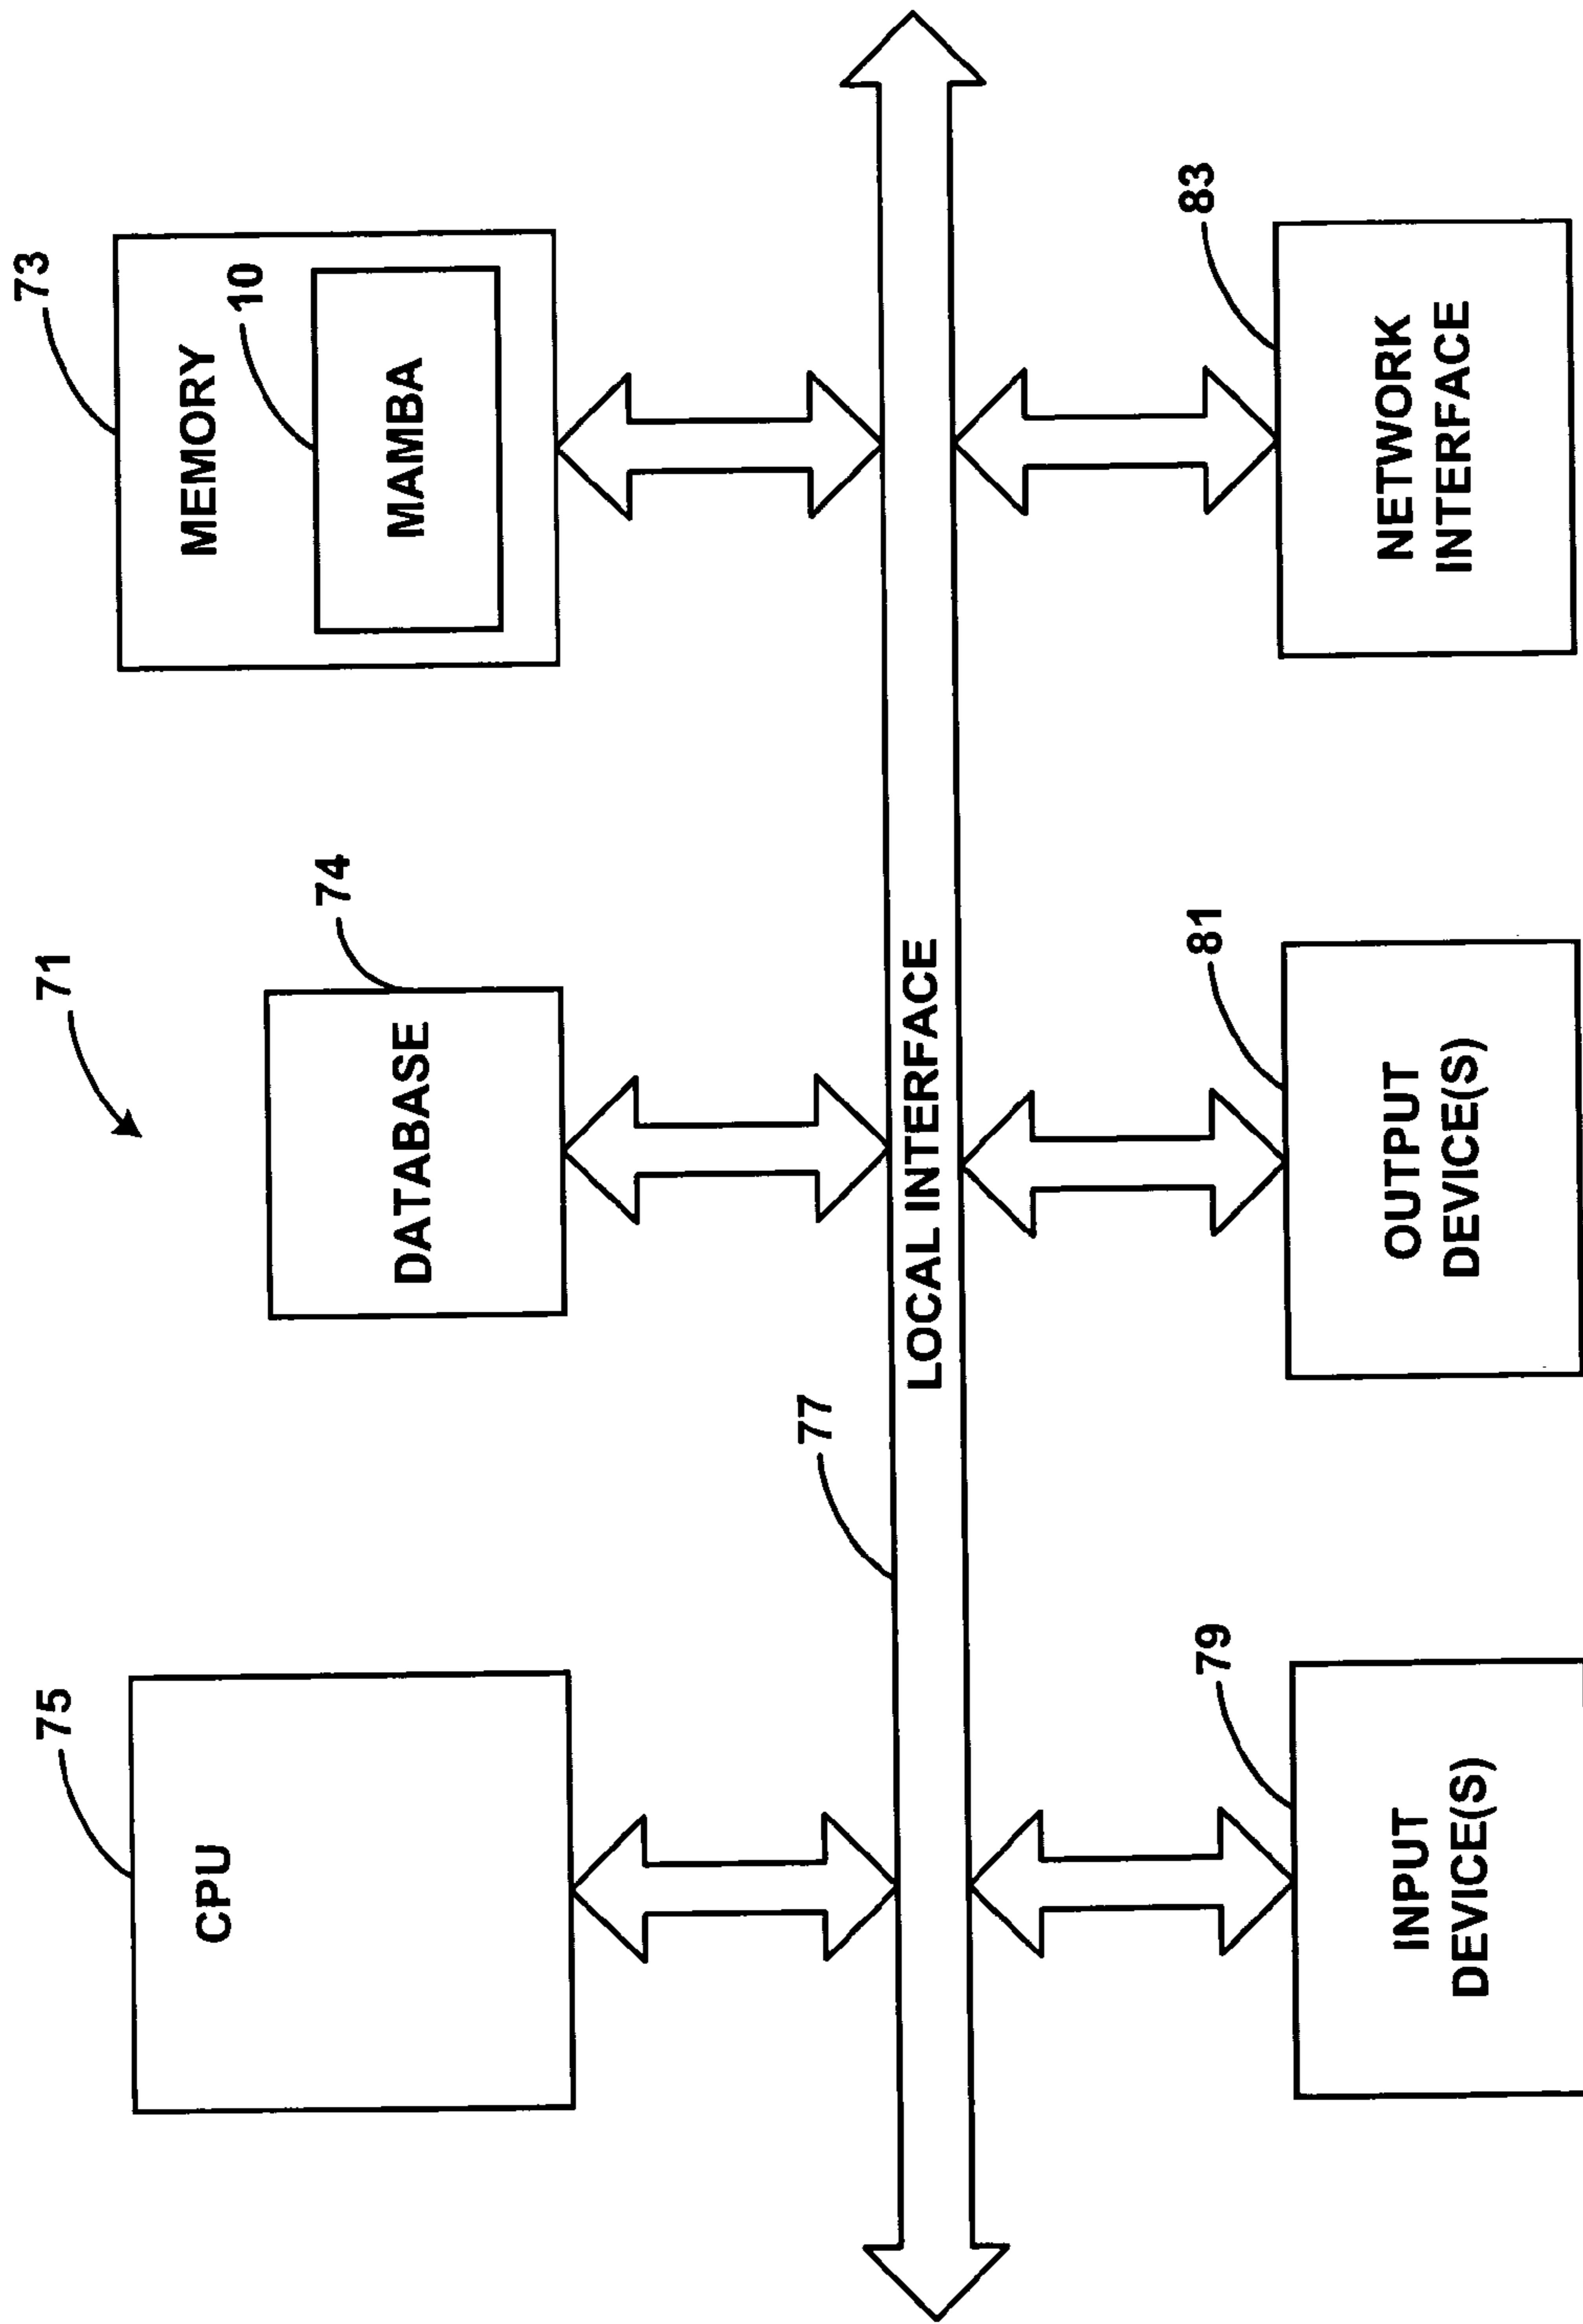 71
75
CPU
74
DATABASE
73
MEMORY
10
MAMBA
77
LOCAL INTERFACE
79
INPUT
DEVICE(S)
81
OUTPUT
DEVICE(S)
83
NETWORK
INTERFACE